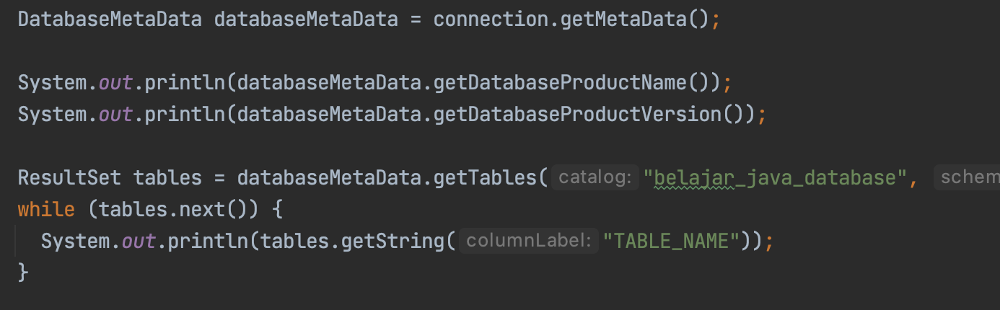 DatabaseMetaData databaseMetaData = connection.getMetaData();
System.out.println(databaseMetaData.getDatabaseProductName());
System.out.println(databaseMetaData.getDatabaseProductVersion());
ResultSet tables = databaseMetaData.getTables( catalog: "belajar_java_database", schem
while (tables.next()) {
System.out.println(tables.getString( columnLabel: "TABLE_NAME"));
}